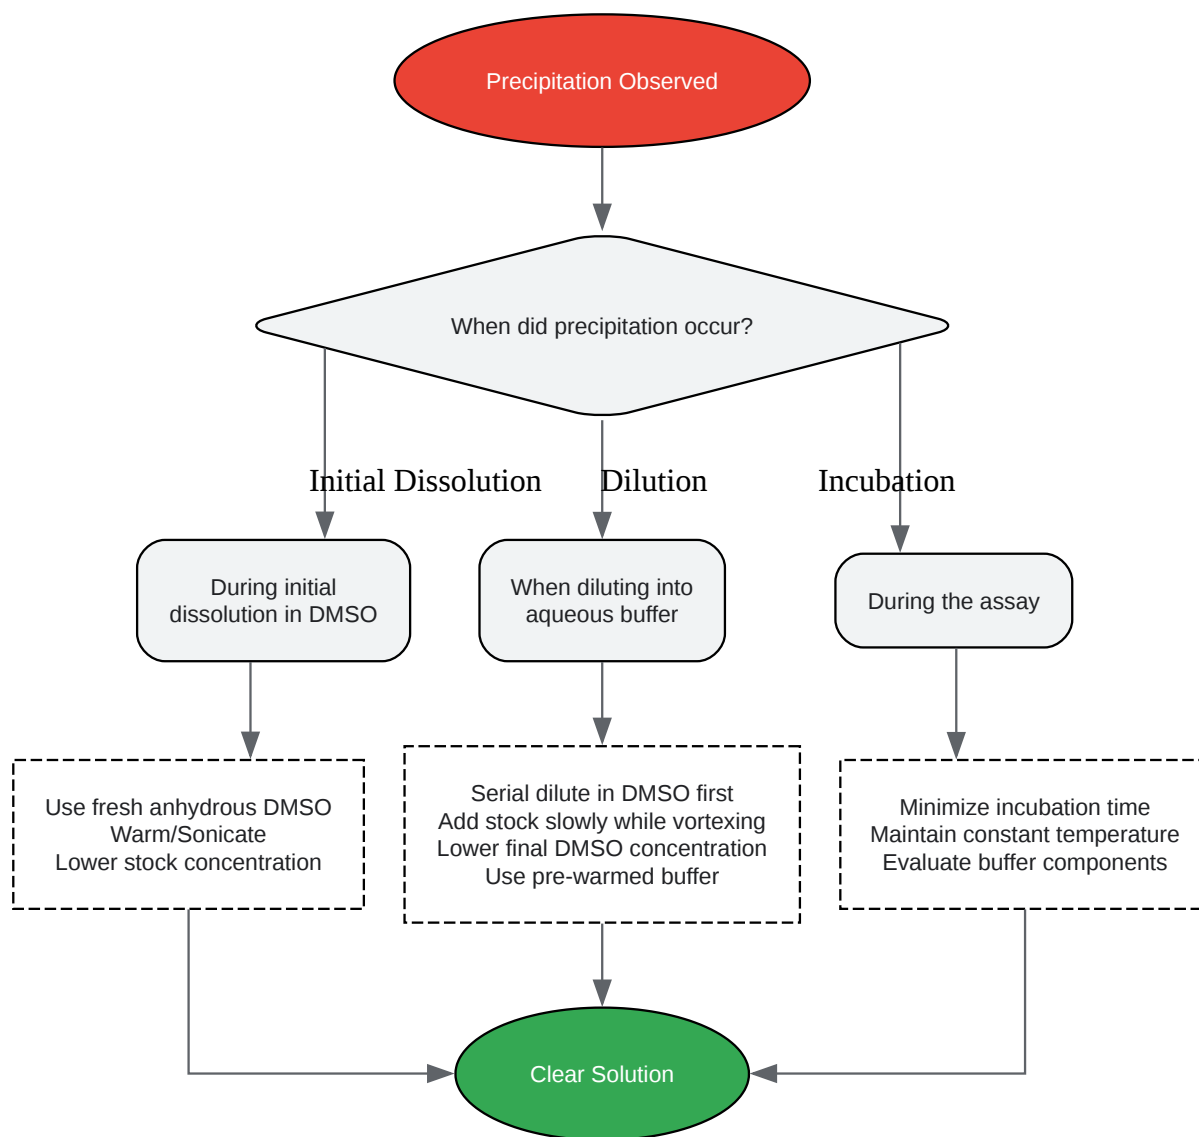 Precipitation Observed
When did precipitation occur?
Initial Dissolution
Dilution
Incubation
During initial
dissolution in DMSO
When diluting into
aqueous buffer
During the assay
Use fresh anhydrous DMSO
Warm/Sonicate
Lower stock concentration
Serial dilute in DMSO first
Add stock slowly while vortexing
Lower final DMSO concentration
Use pre-warmed buffer
Minimize incubation time
Maintain constant temperature
Evaluate buffer components
Clear Solution